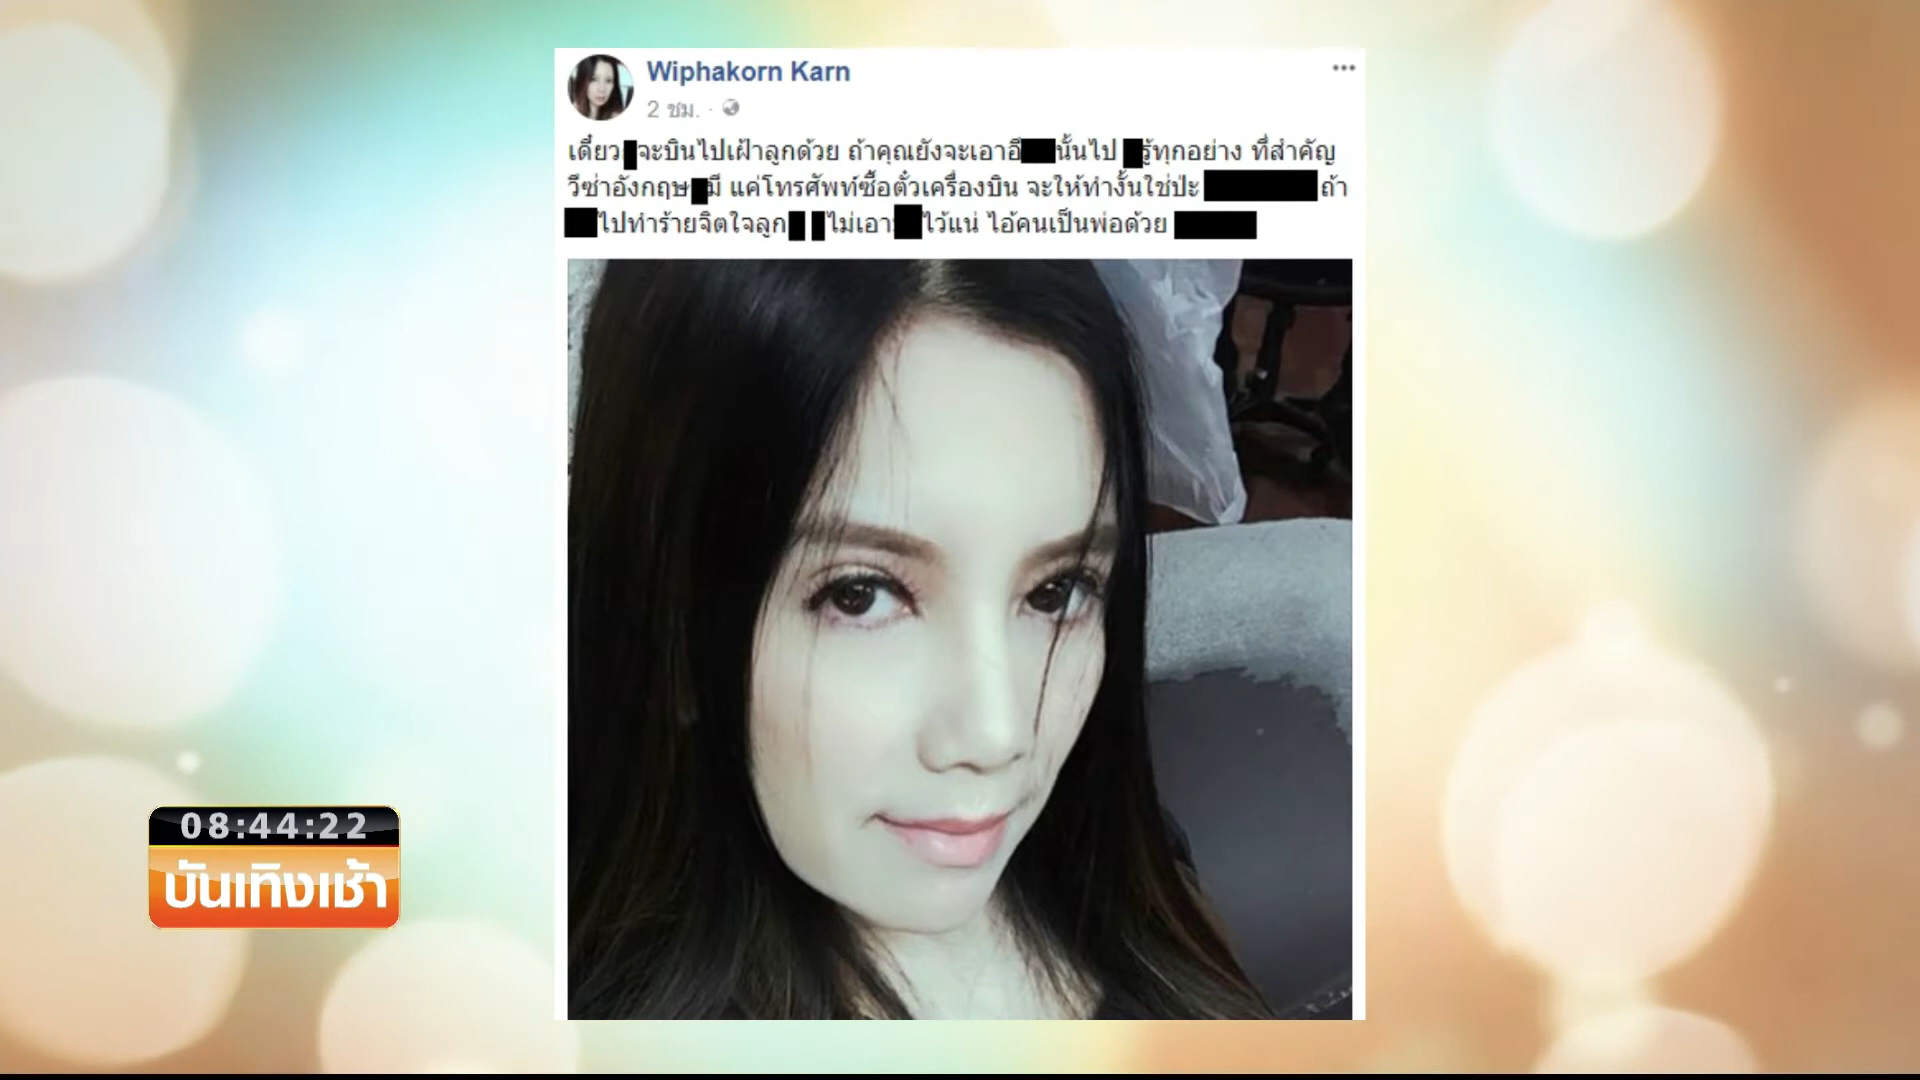 Wiphakorn Karn
2 ชม.
เดี๋ยว จะบินไปเฝ้าลูกด้วย ถ้าคุณยังจะเอาอี นั้นไป รู้ทุกอย่าง ที่สำคัญ
วีซ่าอังกฤษ มี แค่โทรศัพท์ซื้อตั๋วเครื่องบิน จะให้ทำงั้นใช่ป่ะ ถ้า
ไปทำร้ายจิตใจลูก ไม่เอา ไว้แน่ ไอ้คนเป็นพ่อด้วย
08:44:22
บันเทิงเช้า